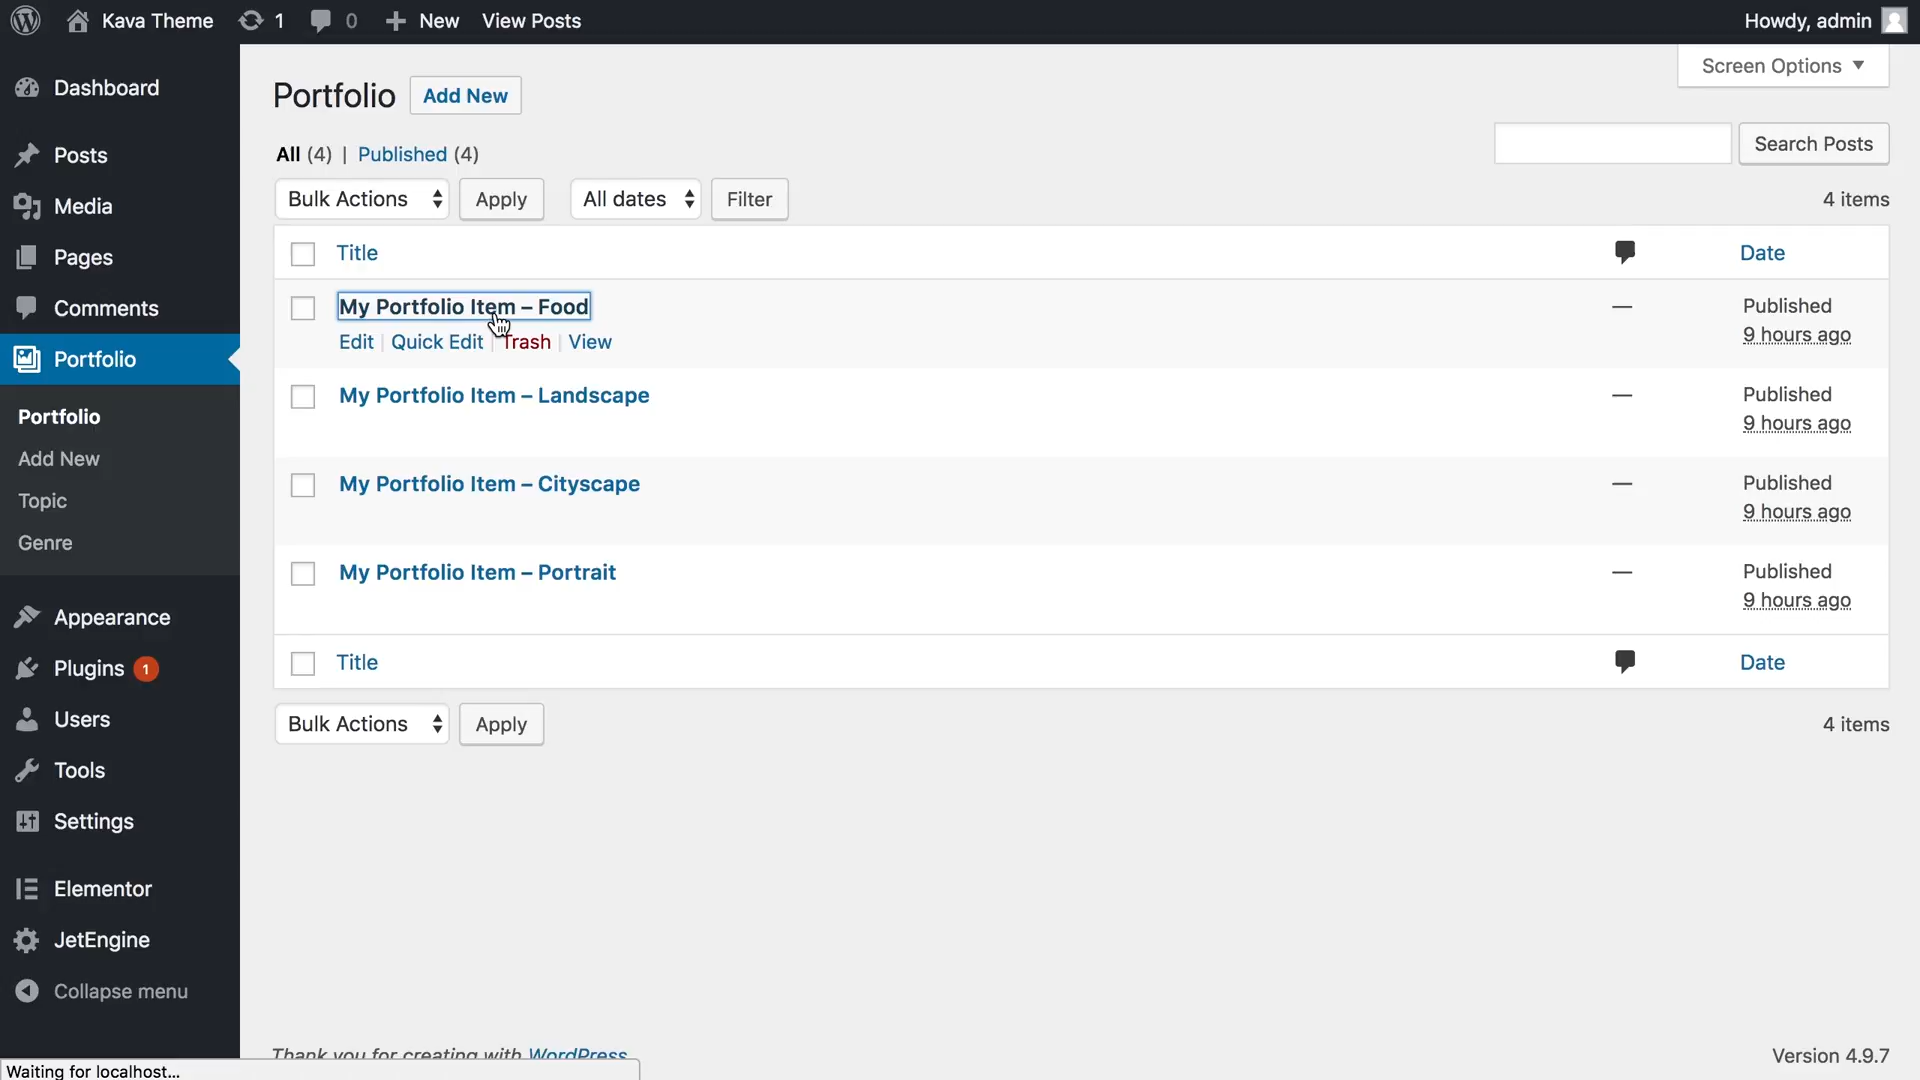 Kava Theme 1 0 New View Posts Howdy, admin
Screen Options
Dashboard
Posts
Media
Pages
Comments
Portfolio
Portfolio
Add New
Topic
Genre
Appearance
Plugins 1
Users
Tools
Settings
Elementor
JetEngine
Collapse menu
Portfolio Add New
All (4) | Published (4)
Search Posts
Bulk Actions Apply All dates Filter 4 items
Title Date
My Portfolio Item – Food — Published
9 hours ago
Edit | Quick Edit | Trash | View
My Portfolio Item – Landscape — Published
9 hours ago
My Portfolio Item – Cityscape — Published
9 hours ago
My Portfolio Item – Portrait — Published
9 hours ago
Title Date
Bulk Actions Apply 4 items
Thank you for creating with WordPress
Version 4.9.7
Waiting for localhost...